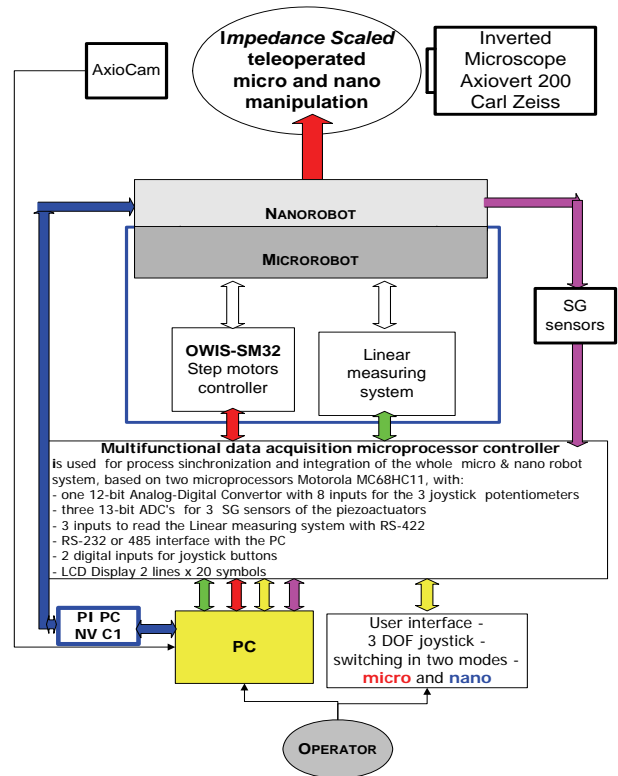 AxioCam
Impedance Scaled
teleoperated
micro and nano
manipulation
Inverted
Microscope
Axiovert 200
Carl Zeiss
NANOROBOT
MICROROBOT
SG
sensors
OWIS-SM32
Step motors
controller
Linear
measuring
system
Multifunctional data acquisition microprocessor controller
is used for process sinchronization and integration of the whole micro & nano robot
system, based on two microprocessors Motorola MC68HC11, with:
- one 12-bit Analog-Digital Convertor with 8 inputs for the 3 joystick potentiometers
- three 13-bit ADC's for 3 SG sensors of the piezoactuators
- 3 inputs to read the Linear measuring system with RS-422
- RS-232 or 485 interface with the PC
- 2 digital inputs for joystick buttons
- LCD Display 2 lines x 20 symbols
PI PC
NV C1
PC
User interface -
3 DOF joystick -
switching in two modes -
micro and nano
OPERATOR